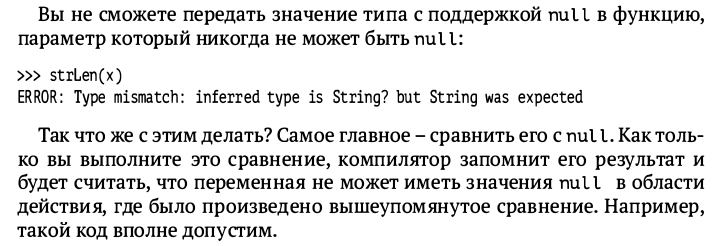 Вы не сможете передать значение типа с поддержкой null в функцию,
параметр который никогда не может быть null:
>>> strLen(x)
ERROR: Type mismatch: inferred type is String? but String was expected
Так что же с этим делать? Самое главное – сравнить его с null. Как толь-
ко вы выполните это сравнение, компилятор запомнит его результат и
будет считать, что переменная не может иметь значения null в области
действия, где было произведено вышеупомянутое сравнение. Например,
такой код вполне допустим.